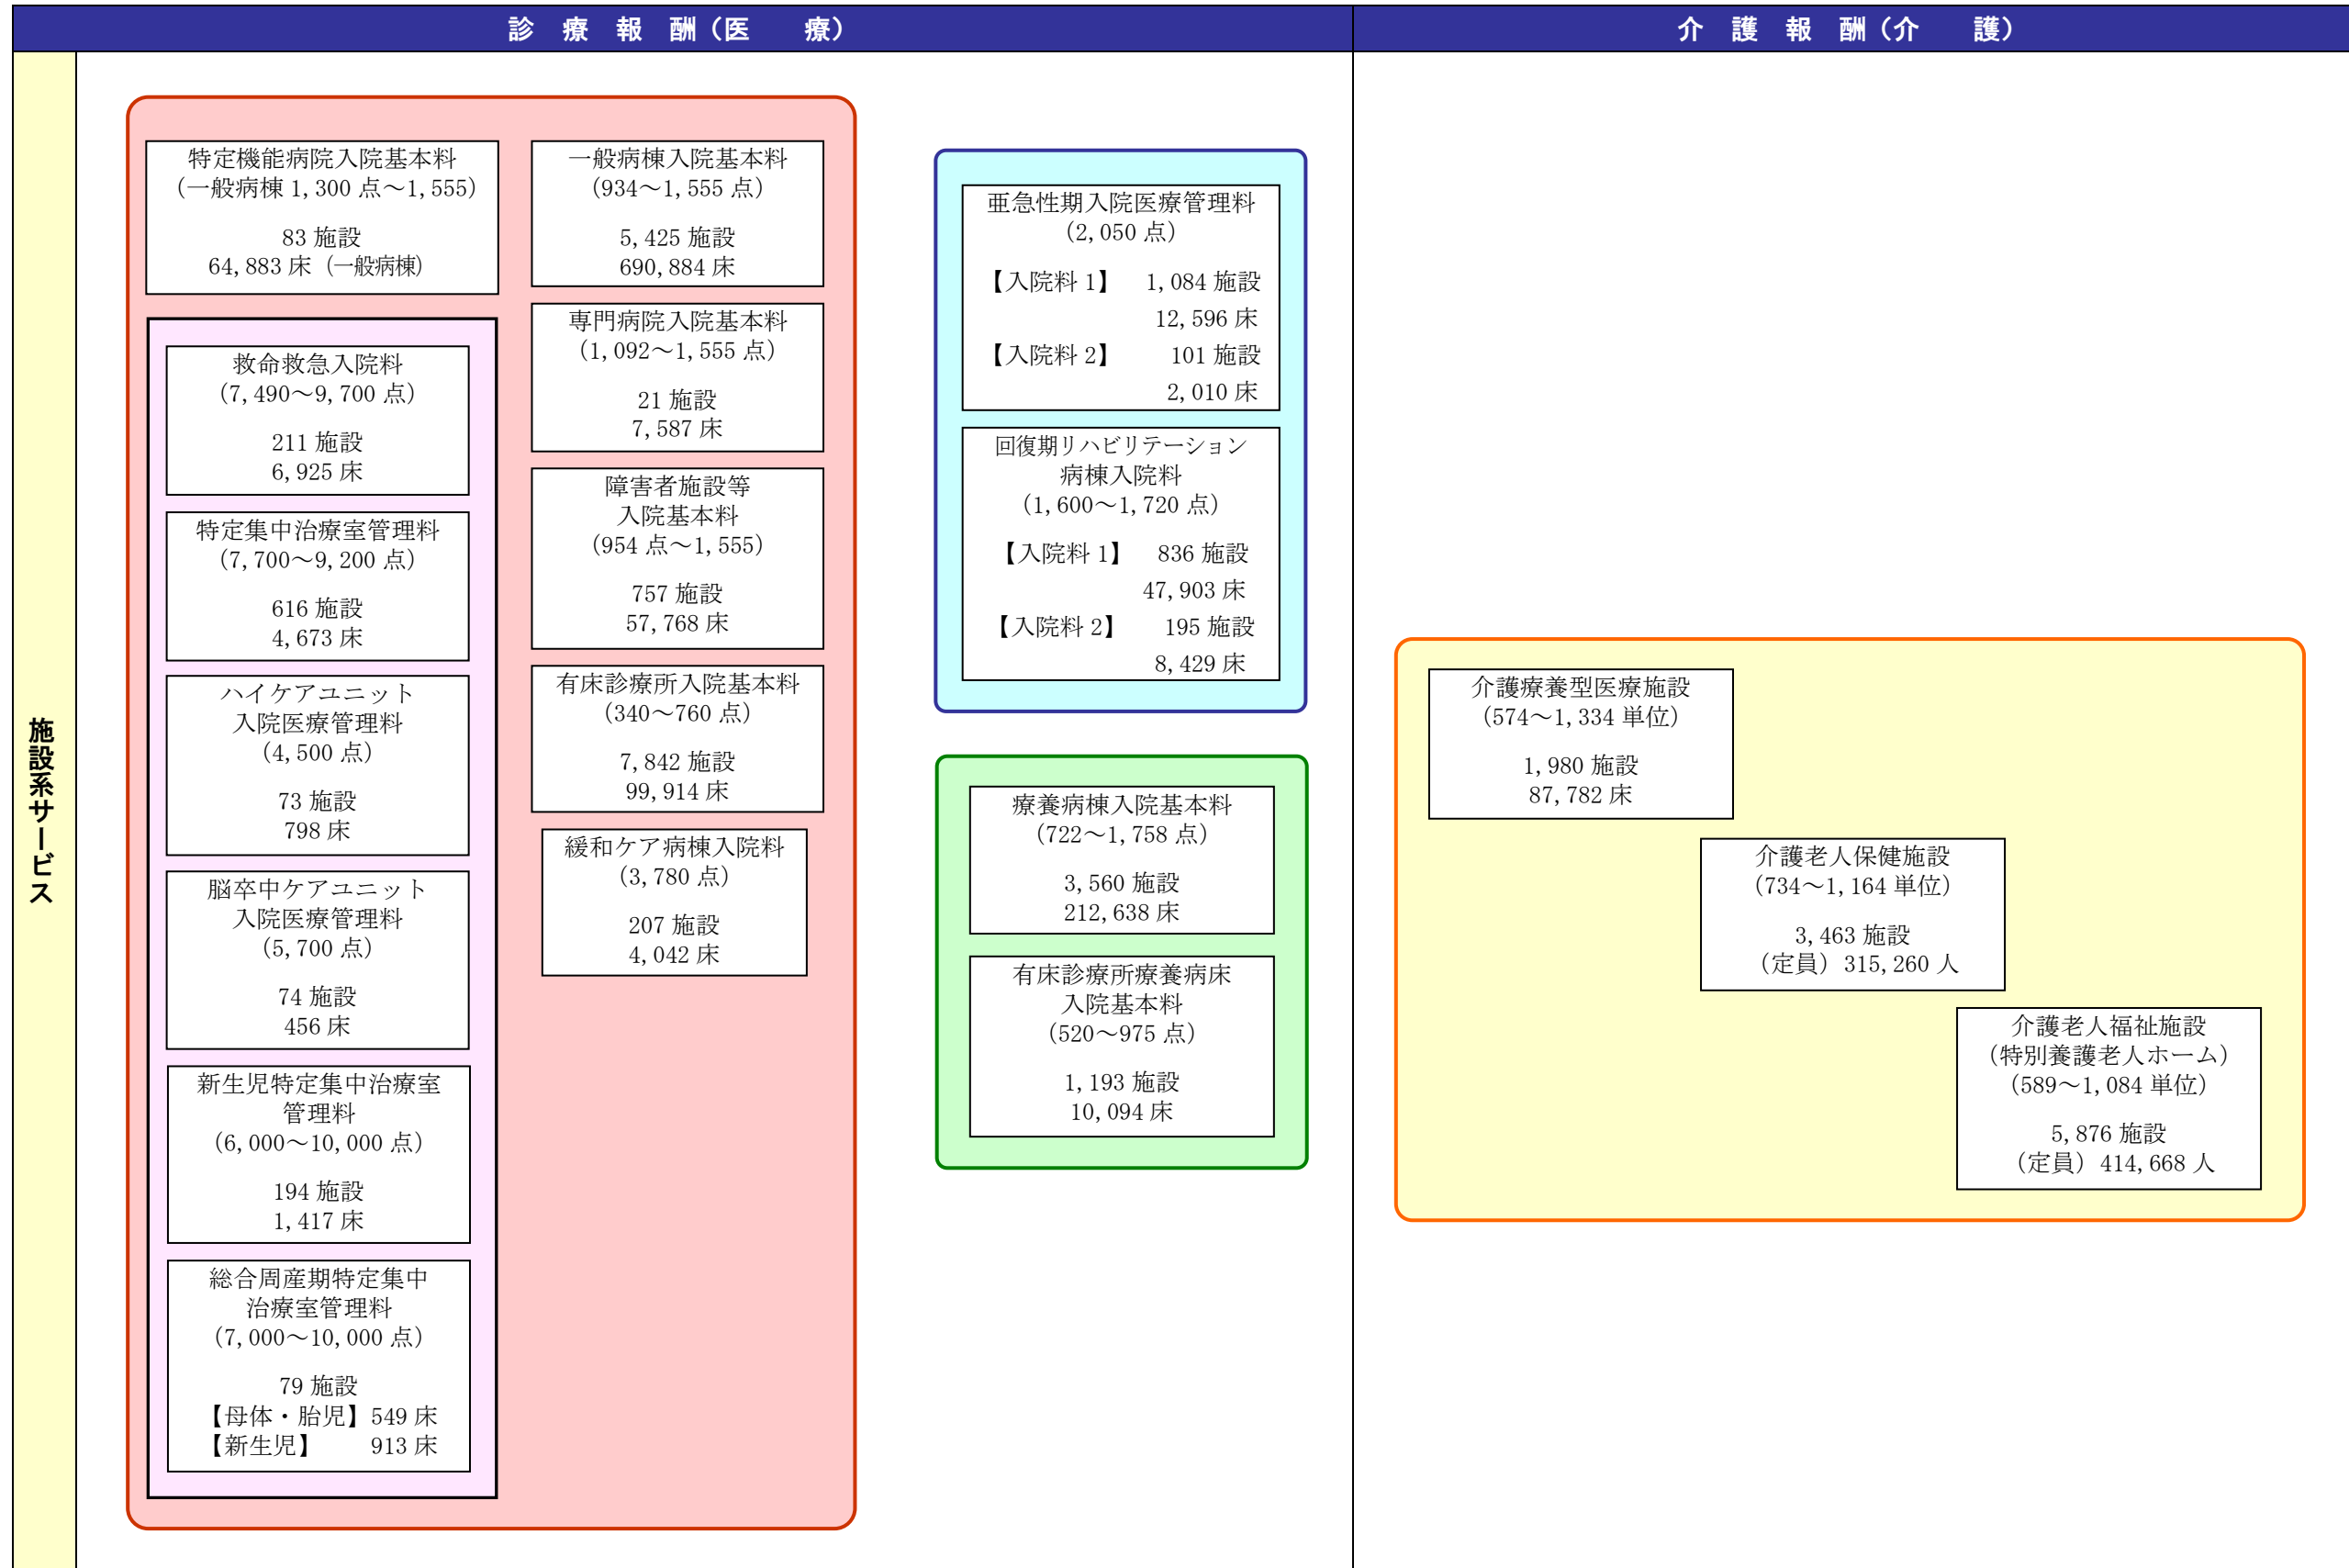 診 療 報 酬（医 療）
介 護 報 酬（介 護）
施設系サービス
特定機能病院入院基本料
（一般病棟 1,300 点～1,555）
83 施設
64,883 床（一般病棟）
救命救急入院料
（7,490～9,700 点）
211 施設
6,925 床
特定集中治療室管理料
（7,700～9,200 点）
616 施設
4,673 床
ハイケアユニット
入院医療管理料
（4,500 点）
73 施設
798 床
脳卒中ケアユニット
入院医療管理料
（5,700 点）
74 施設
456 床
新生児特定集中治療室
管理料
（6,000～10,000 点）
194 施設
1,417 床
総合周産期特定集中
治療室管理料
（7,000～10,000 点）
79 施設
【母体・胎児】549 床
【新生児】 913 床
一般病棟入院基本料
（934～1,555 点）
5,425 施設
690,884 床
専門病院入院基本料
（1,092～1,555 点）
21 施設
7,587 床
障害者施設等
入院基本料
（954 点～1,555）
757 施設
57,768 床
有床診療所入院基本料
（340～760 点）
7,842 施設
99,914 床
緩和ケア病棟入院料
（3,780 点）
207 施設
4,042 床
亜急性期入院医療管理料
（2,050 点）
【入院料 1】 1,084 施設
12,596 床
【入院料 2】 101 施設
2,010 床
回復期リハビリテーション
病棟入院料
（1,600～1,720 点）
【入院料 1】 836 施設
47,903 床
【入院料 2】 195 施設
8,429 床
療養病棟入院基本料
（722～1,758 点）
3,560 施設
212,638 床
有床診療所療養病床
入院基本料
（520～975 点）
1,193 施設
10,094 床
介護療養型医療施設
（574～1,334 単位）
1,980 施設
87,782 床
介護老人保健施設
（734～1,164 単位）
3,463 施設
（定員）315,260 人
介護老人福祉施設
（特別養護老人ホーム）
（589～1,084 単位）
5,876 施設
（定員）414,668 人